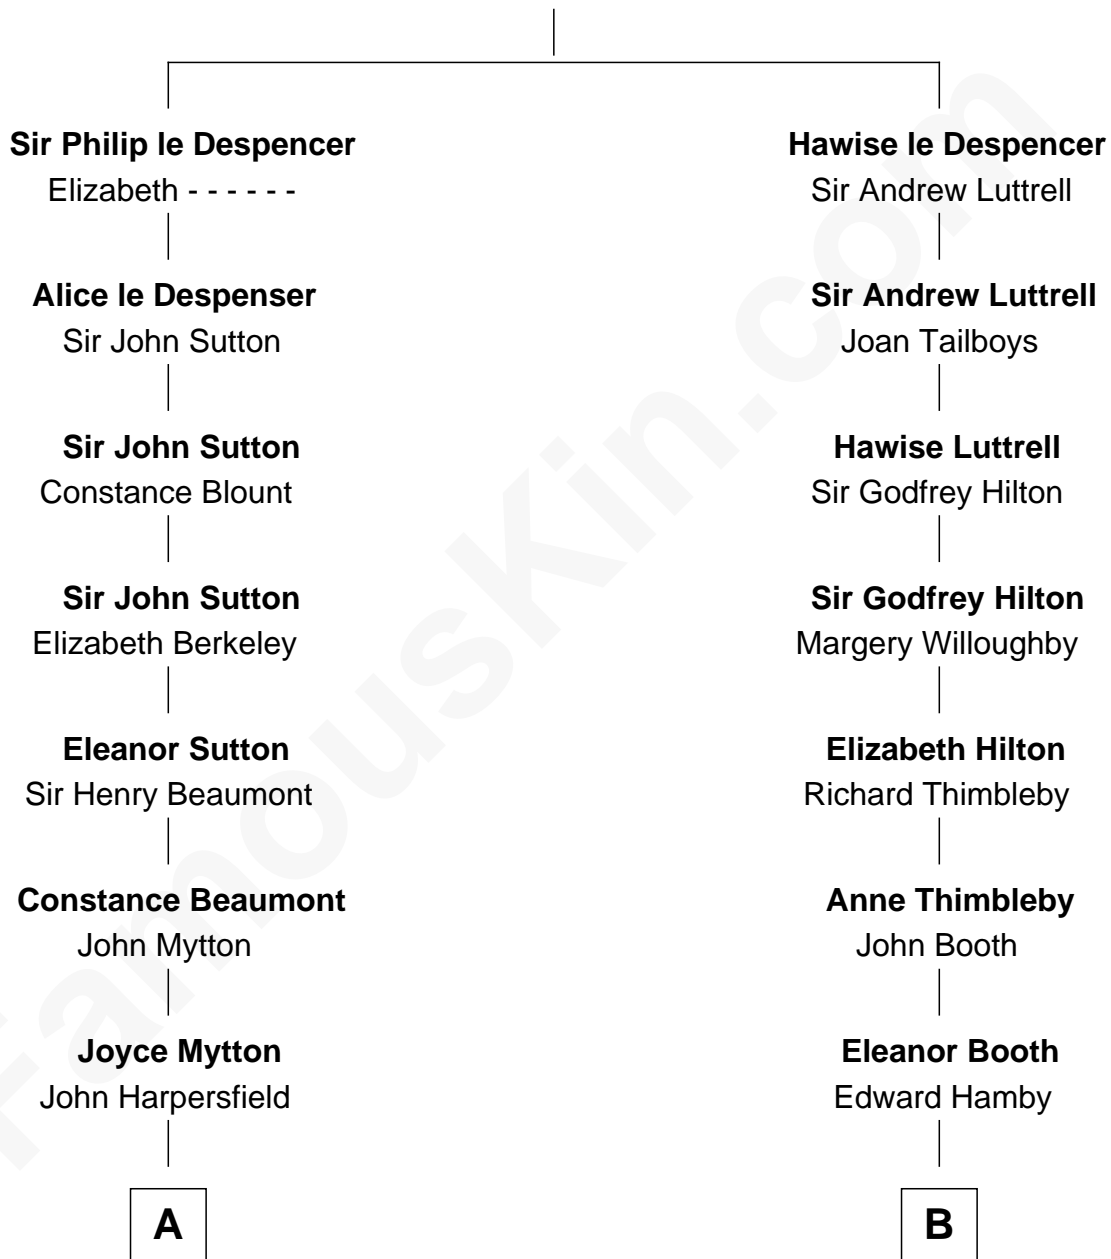 Sir Philip le Despencer
Elizabeth - - - - - -
Alice le Despenser
Sir John Sutton
Sir John Sutton
Constance Blount
Sir John Sutton
Elizabeth Berkeley
Eleanor Sutton
Sir Henry Beaumont
Constance Beaumont
John Mytton
Joyce Mytton
John Harpersfield
A
Hawise le Despencer
Sir Andrew Luttrell
Sir Andrew Luttrell
Joan Tailboys
Hawise Luttrell
Sir Godfrey Hilton
Sir Godfrey Hilton
Margery Willoughby
Elizabeth Hilton
Richard Thimbleby
Anne Thimbleby
John Booth
Eleanor Booth
Edward Hamby
B
FamousKin.com